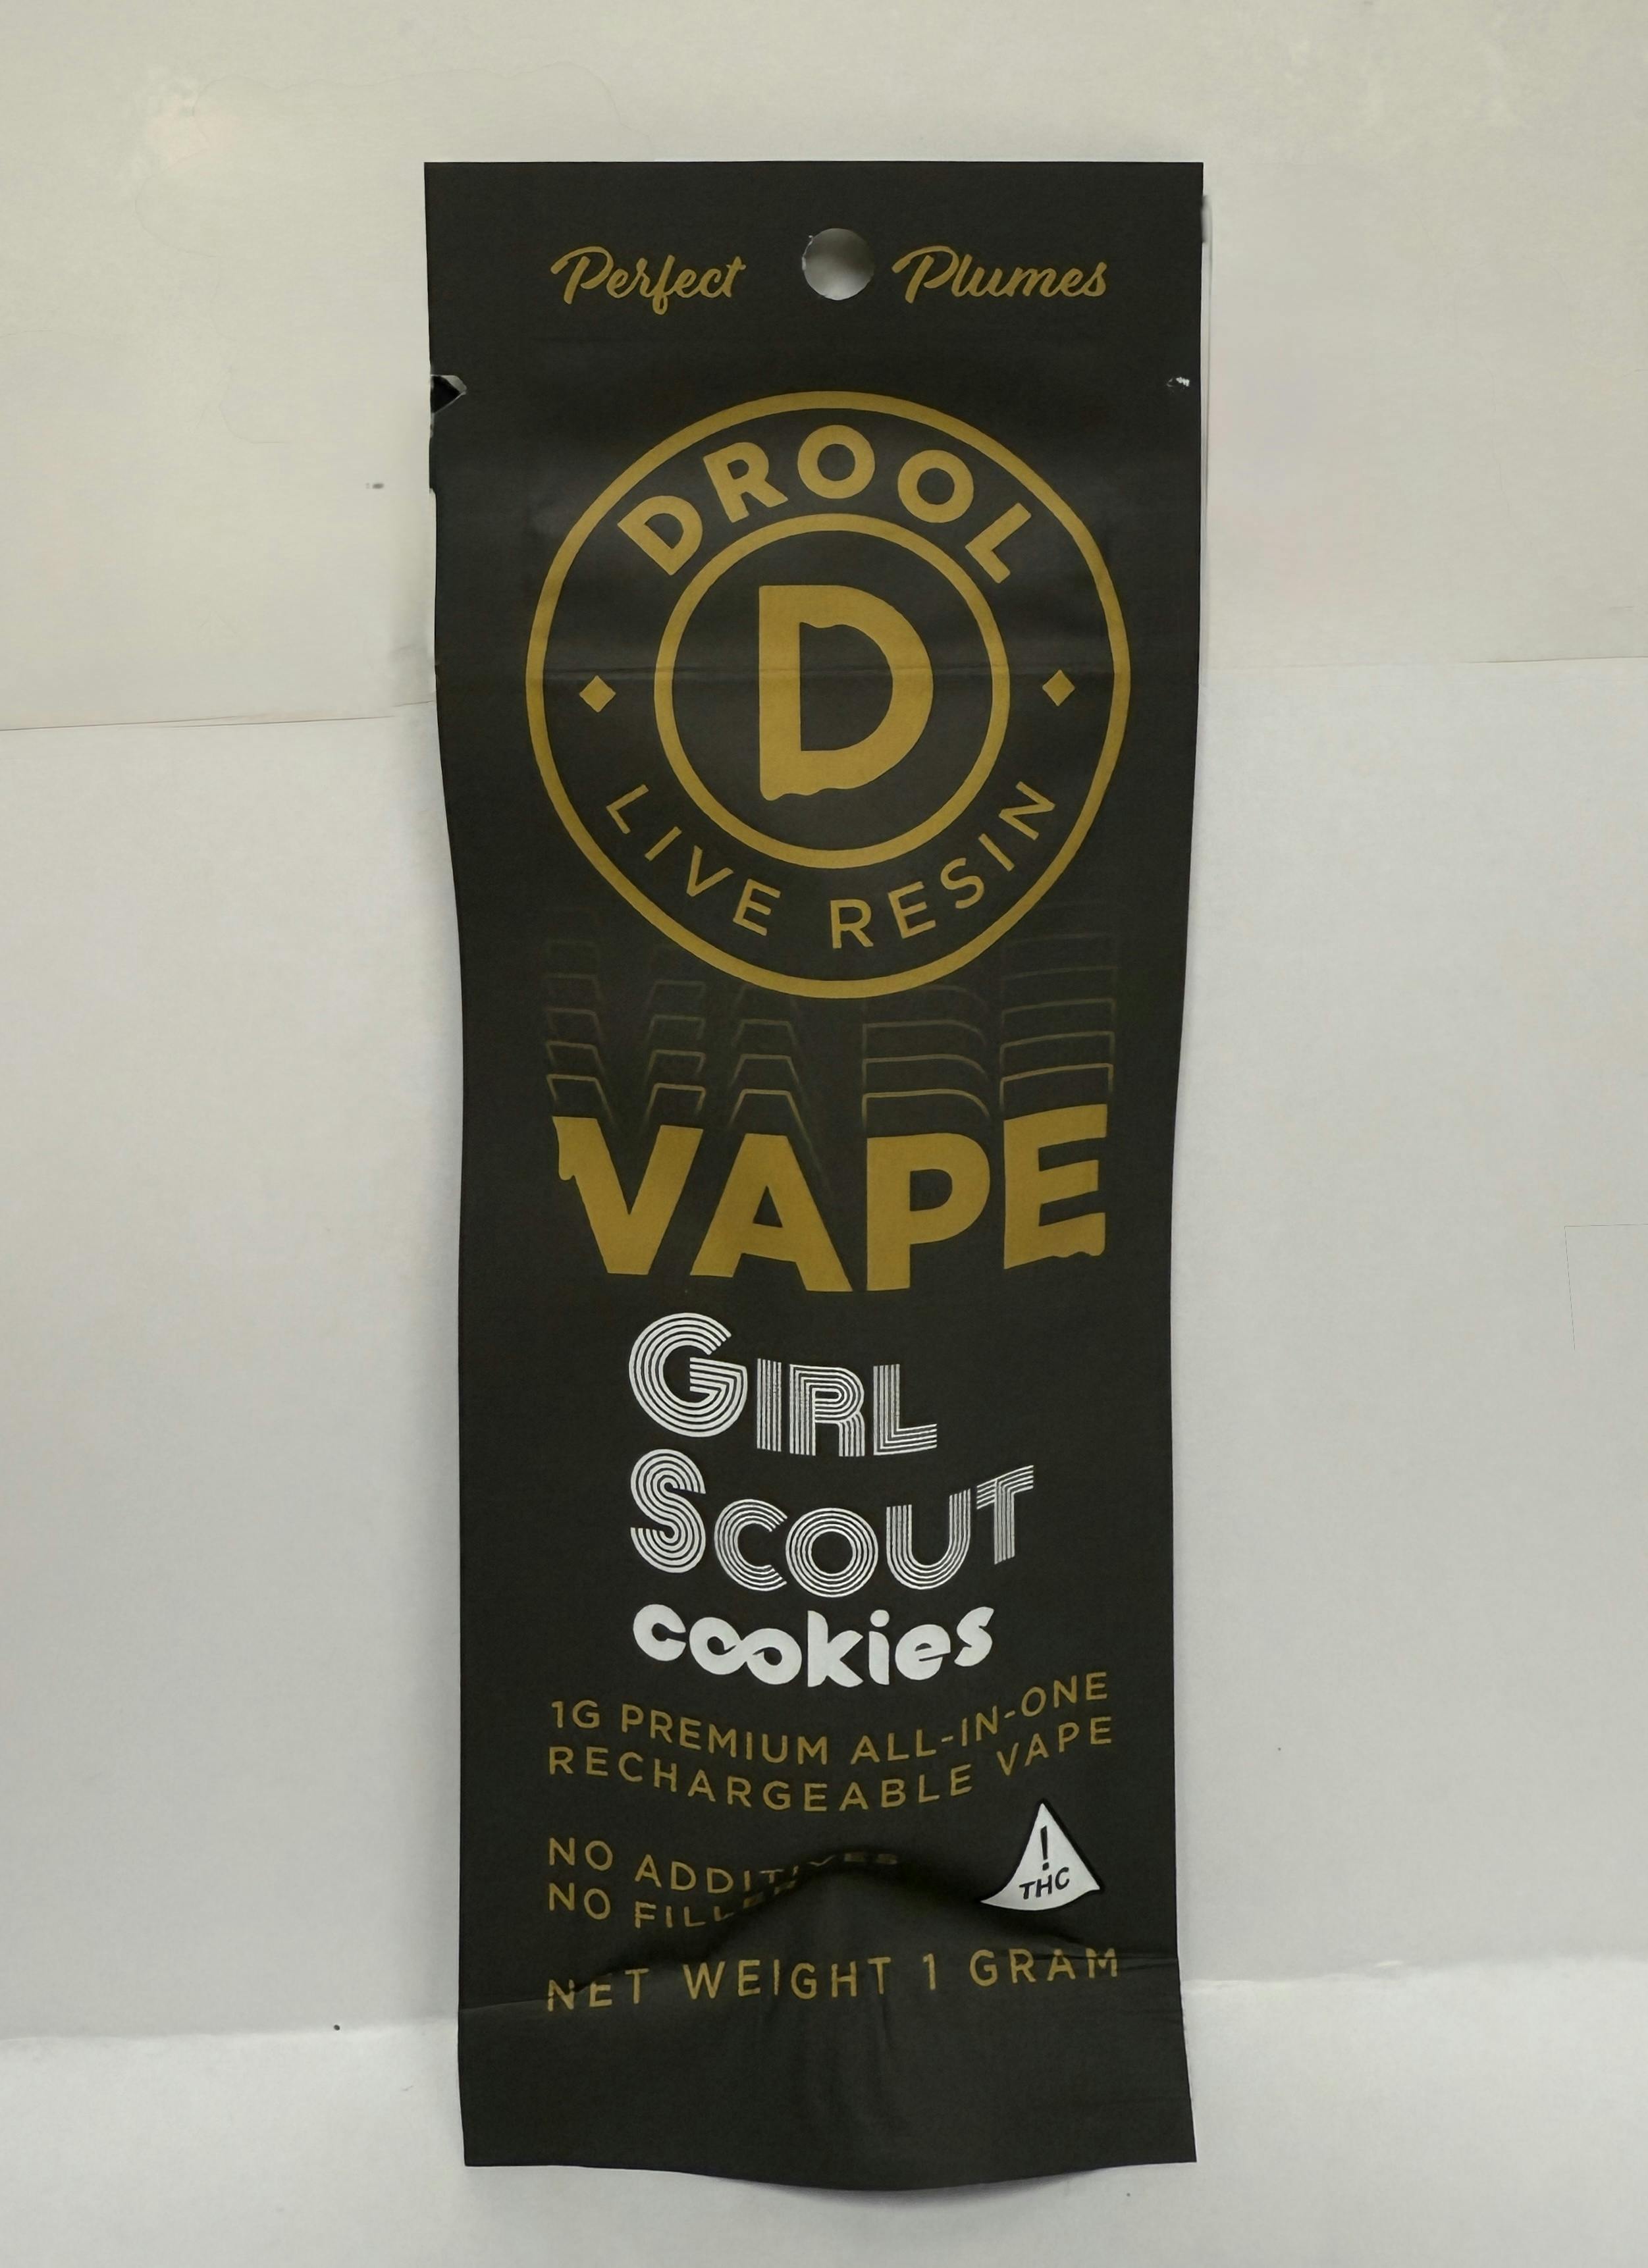 Perfect Plumes
DROOL
D
LIVE RESIN
VAPE
GIRL
SCOUT
cookies
1G PREMIUM ALL-IN-ONE
RECHARGEABLE VAPE
NO ADDITIVES
NO
!
THC
NET WEIGHT 1 GRAM